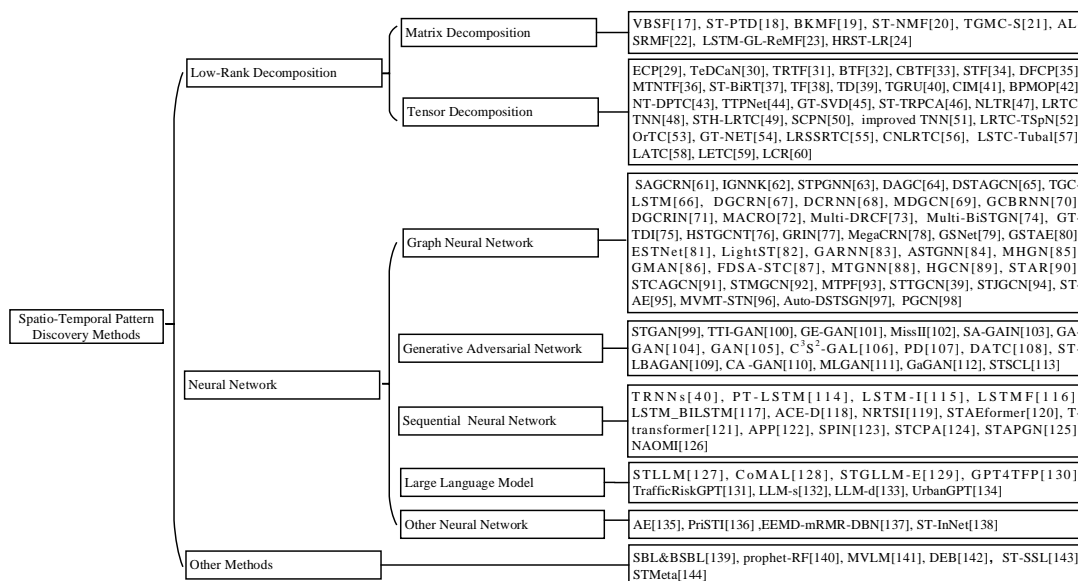 Spatio-Temporal Pattern
Discovery Methods
Low-Rank Decomposition
Matrix Decomposition
VBSF[17], ST-PTD[18], BKMF[19], ST-NMF[20], TGMC-S[21], AL-
SRMF[22], LSTM-GL-ReMF[23], HRST-LR[24]
Tensor Decomposition
ECP[29], TeDCaN[30], TRTF[31], BTF[32], CBTF[33], STF[34], DFCP[35]
MTNTF[36], ST-BiRT[37], TF[38], TD[39], TGRU[40], CIM[41], BPMOP[42]
NT-DPTC[43], TTPNet[44], GT-SVD[45], ST-TRPCA[46], NLTR[47], LRTC-
TNN[48], STH-LRTC[49], SCPN[50], improved TNN[51], LRTC-TSpN[52]
OrTC[53], GT-NET[54], LRSSRTC[55], CNLRTC[56], LSTC-Tubal[57]
LATC[58], LETC[59], LCR[60]
Neural Network
Graph Neural Network
SAGCRN[61], IGNNK[62], STPGNN[63], DAGC[64], DSTAGCN[65], TGC-
LSTM[66], DGCRN[67], DCRNN[68], MDGCN[69], GCBRNN[70]
DGCRIN[71], MACRO[72], Multi-DRCF[73], Multi-BiSTGN[74], GT-
TDI[75], HSTGCNT[76], GRIN[77], MegaCRN[78], GSNet[79], GSTAE[80]
ESTNet[81], LightST[82], GARNN[83], ASTGNN[84], MHGN[85]
GMAN[86], FDSA-STC[87], MTGNN[88], HGCN[89], STAR[90]
STCAGCN[91], STMGCN[92], MTPF[93], STTGCN[39], STJGCN[94], ST-
AE[95], MVMT-STN[96], Auto-DSTSGN[97], PGCN[98]
Generative Adversarial Network
STGAN[99], TTI-GAN[100], GE-GAN[101], MissII[102], SA-GAIN[103], GA-
GAN[104], GAN[105], C³S²-GAL[106], PD[107], DATC[108], ST-
LBAGAN[109], CA -GAN[110], MLGAN[111], GaGAN[112], STSCL[113]
Sequential Neural Network
TRNNs[40], PT-LSTM[114], LSTM-I[115], LSTMF[116]
LSTM_BILSTM[117], ACE-D[118], NRTSI[119], STAEformer[120], T-
transformer[121], APP[122], SPIN[123], STCPA[124], STAPGN[125]
NAOMI[126]
Large Language Model
STLLM[127], CoMAL[128], STGLLM-E[129], GPT4TFP[130]
TrafficRiskGPT[131], LLM-s[132], LLM-d[133], UrbanGPT[134]
Other Neural Network
AE[135], PriSTI[136] ,EEMD-mRMR-DBN[137], ST-InNet[138]
Other Methods
SBL&BSBL[139], prophet-RF[140], MVLM[141], DEB[142], ST-SSL[143]
STMeta[144]